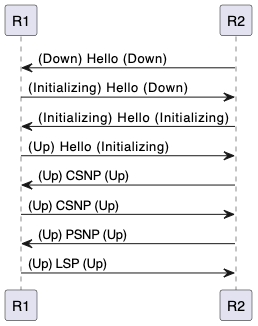 R1 R2
(Down) Hello (Down)
(Initializing) Hello (Down)
(Initializing) Hello (Initializing)
(Up) Hello (Initializing)
(Up) CSNP (Up)
(Up) CSNP (Up)
(Up) PSNP (Up)
(Up) LSP (Up)
R1 R2